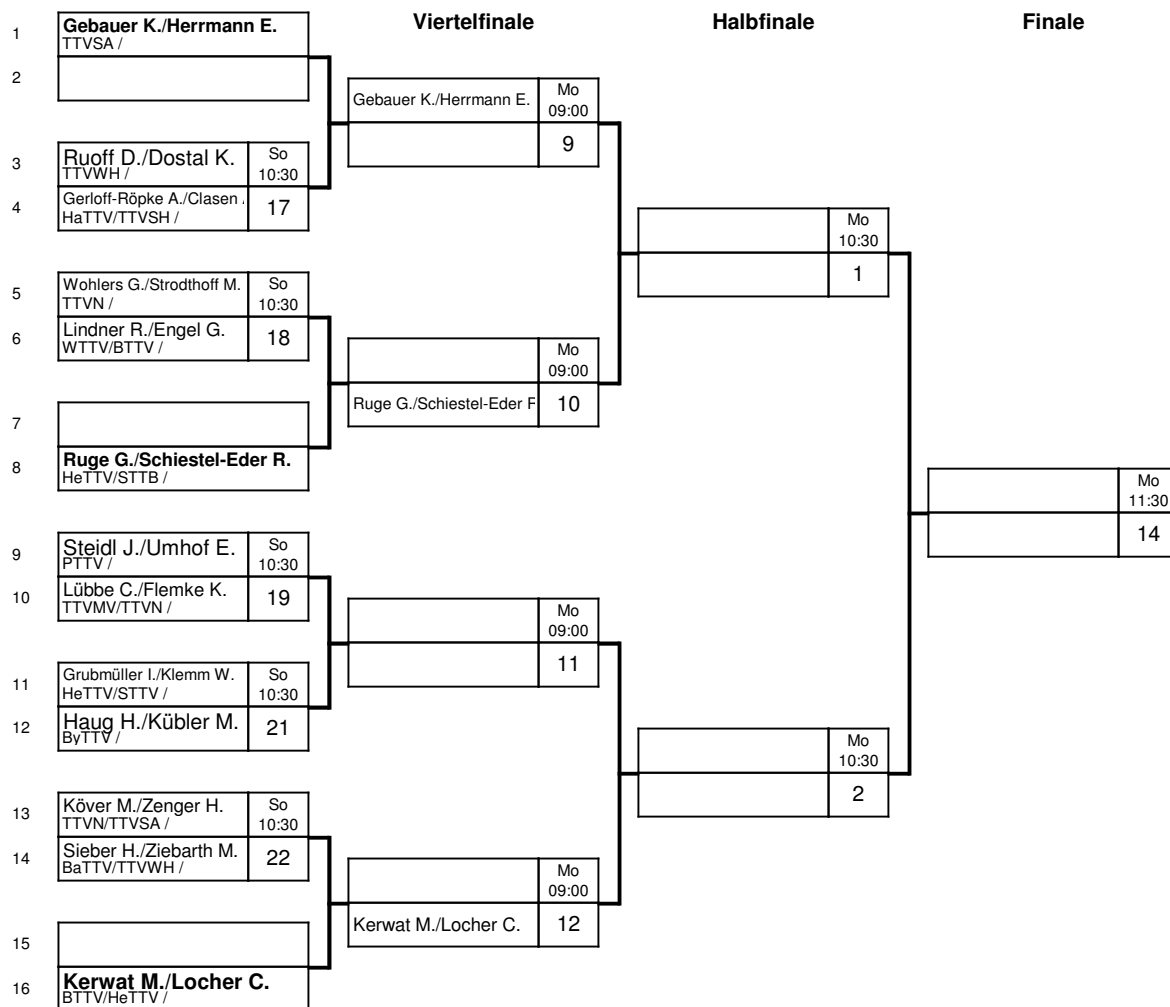 Viertelfinale
Halbfinale
Finale
1
Gebauer K./Herrmann E.
TTVSA /
2
3
Ruoff D./Dostal K.
TTVWH /
So
10:30
4
Gerloff-Röpke A./Clasen
HaTTV/TTVSH /
17
5
Wohlers G./Strodthoff M.
TTVN /
So
10:30
6
Lindner R./Engel G.
WTTV/BTTV /
18
7
8
Ruge G./Schiestel-Eder R.
HeTTV/STTB /
9
Steidl J./Umhof E.
PTTV /
So
10:30
10
Lübbe C./Flemke K.
TTVMV/TTVN /
19
11
Grubmüller I./Klemm W.
HeTTV/STTV /
So
10:30
12
Haug H./Kübler M.
ByTTV /
21
13
Köver M./Zenger H.
TTVN/TTVSA /
So
10:30
14
Sieber H./Ziebarth M.
BaTTV/TTVWH /
22
15
16
Kerwat M./Locher C.
BTTV/HeTTV /
Gebauer K./Herrmann E.
Mo
09:00
9
Mo
09:00
Ruge G./Schiestel-Eder
10
Mo
09:00
11
Mo
09:00
Kerwat M./Locher C.
12
Mo
10:30
1
Mo
10:30
2
Mo
11:30
14